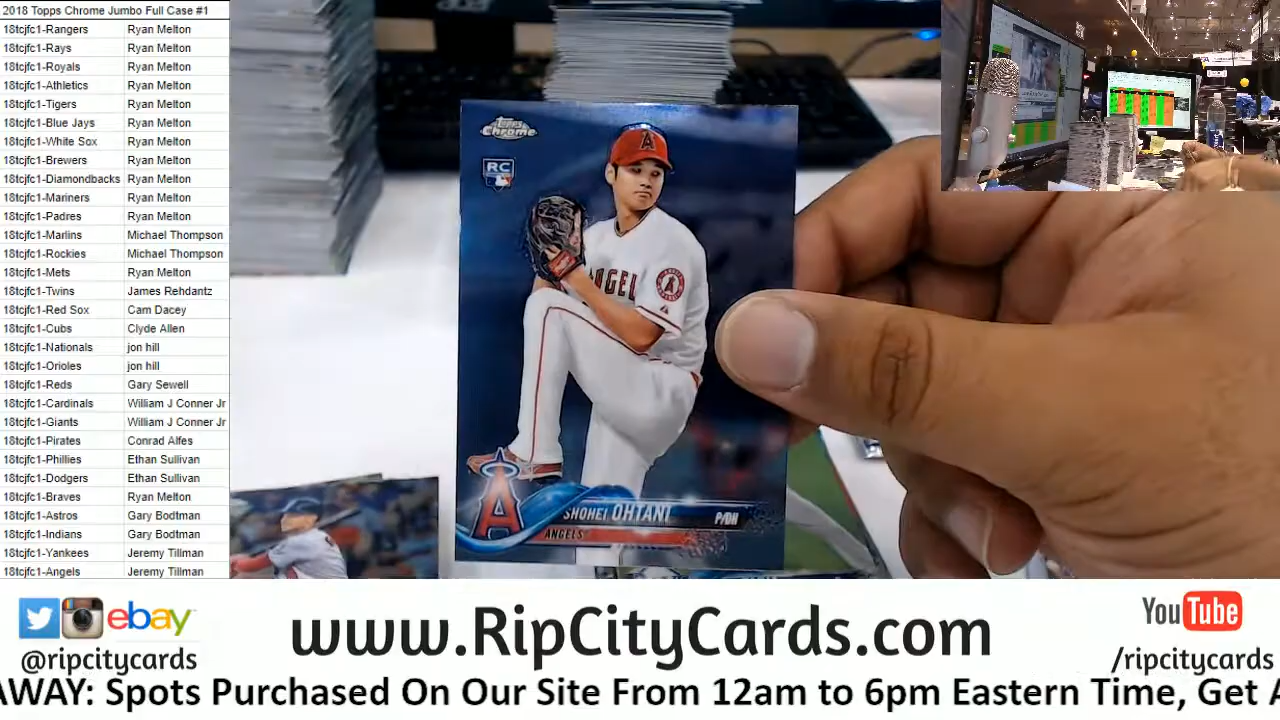 2018 Topps Chrome Jumbo Full Case #1
18tcjfc1-Rangers Ryan Melton
18tcjfc1-Rays Ryan Melton
18tcjfc1-Royals Ryan Melton
18tcjfc1-Athletics Ryan Melton
18tcjfc1-Tigers Ryan Melton
18tcjfc1-Blue Jays Ryan Melton
18tcjfc1-White Sox Ryan Melton
18tcjfc1-Brewers Ryan Melton
18tcjfc1-Diamondbacks Ryan Melton
18tcjfc1-Mariners Ryan Melton
18tcjfc1-Padres Ryan Melton
18tcjfc1-Marlins Michael Thompson
18tcjfc1-Rockies Michael Thompson
18tcjfc1-Mets Ryan Melton
18tcjfc1-Twins James Rehdantz
18tcjfc1-Red Sox Cam Dacey
18tcjfc1-Cubs Clyde Allen
18tcjfc1-Nationals jon hill
18tcjfc1-Orioles jon hill
18tcjfc1-Reds Gary Sewell
18tcjfc1-Cardinals William J Conner Jr
18tcjfc1-Giants William J Conner Jr
18tcjfc1-Pirates Conrad Alfes
18tcjfc1-Phillies Ethan Sullivan
18tcjfc1-Dodgers Ethan Sullivan
18tcjfc1-Braves Ryan Melton
18tcjfc1-Astros Gary Bodtman
18tcjfc1-Indians Gary Bodtman
18tcjfc1-Yankees Jeremy Tillman
18tcjfc1-Angels Jeremy Tillman
Topps
Chrome
RC
A
ANGEL
A
A
SHOHEI OHTANI P/DH
ANGELS
ebay
@ripcitycards
www.RipCityCards.com
YouTube
/ripcitycards
AWAY: Spots Purchased On Our Site From 12am to 6pm Eastern Time, Get A